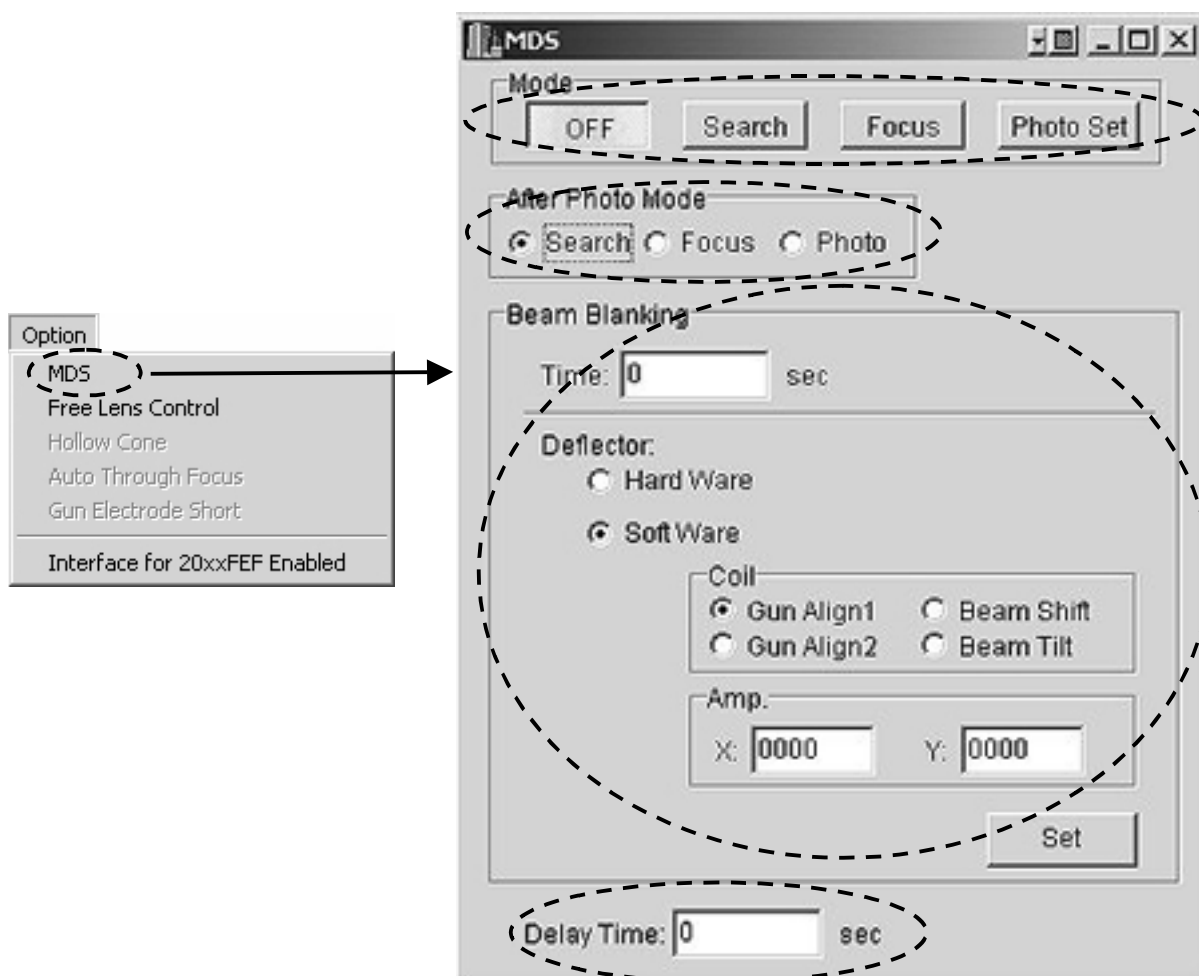 Option
MDS
Free Lens Control
Hollow Cone
Auto Through Focus
Gun Electrode Short
Interface for 20xxFEF Enabled
MDS
Mode
OFF Search Focus Photo Set
After Photo Mode
Search Focus Photo
Beam Blanking
Time: 0 sec
Deflector:
Hard Ware
Soft Ware
Coil
Gun Align1 Beam Shift
Gun Align2 Beam Tilt
Amp.
X: 0000 Y: 0000
Set
Delay Time: 0 sec